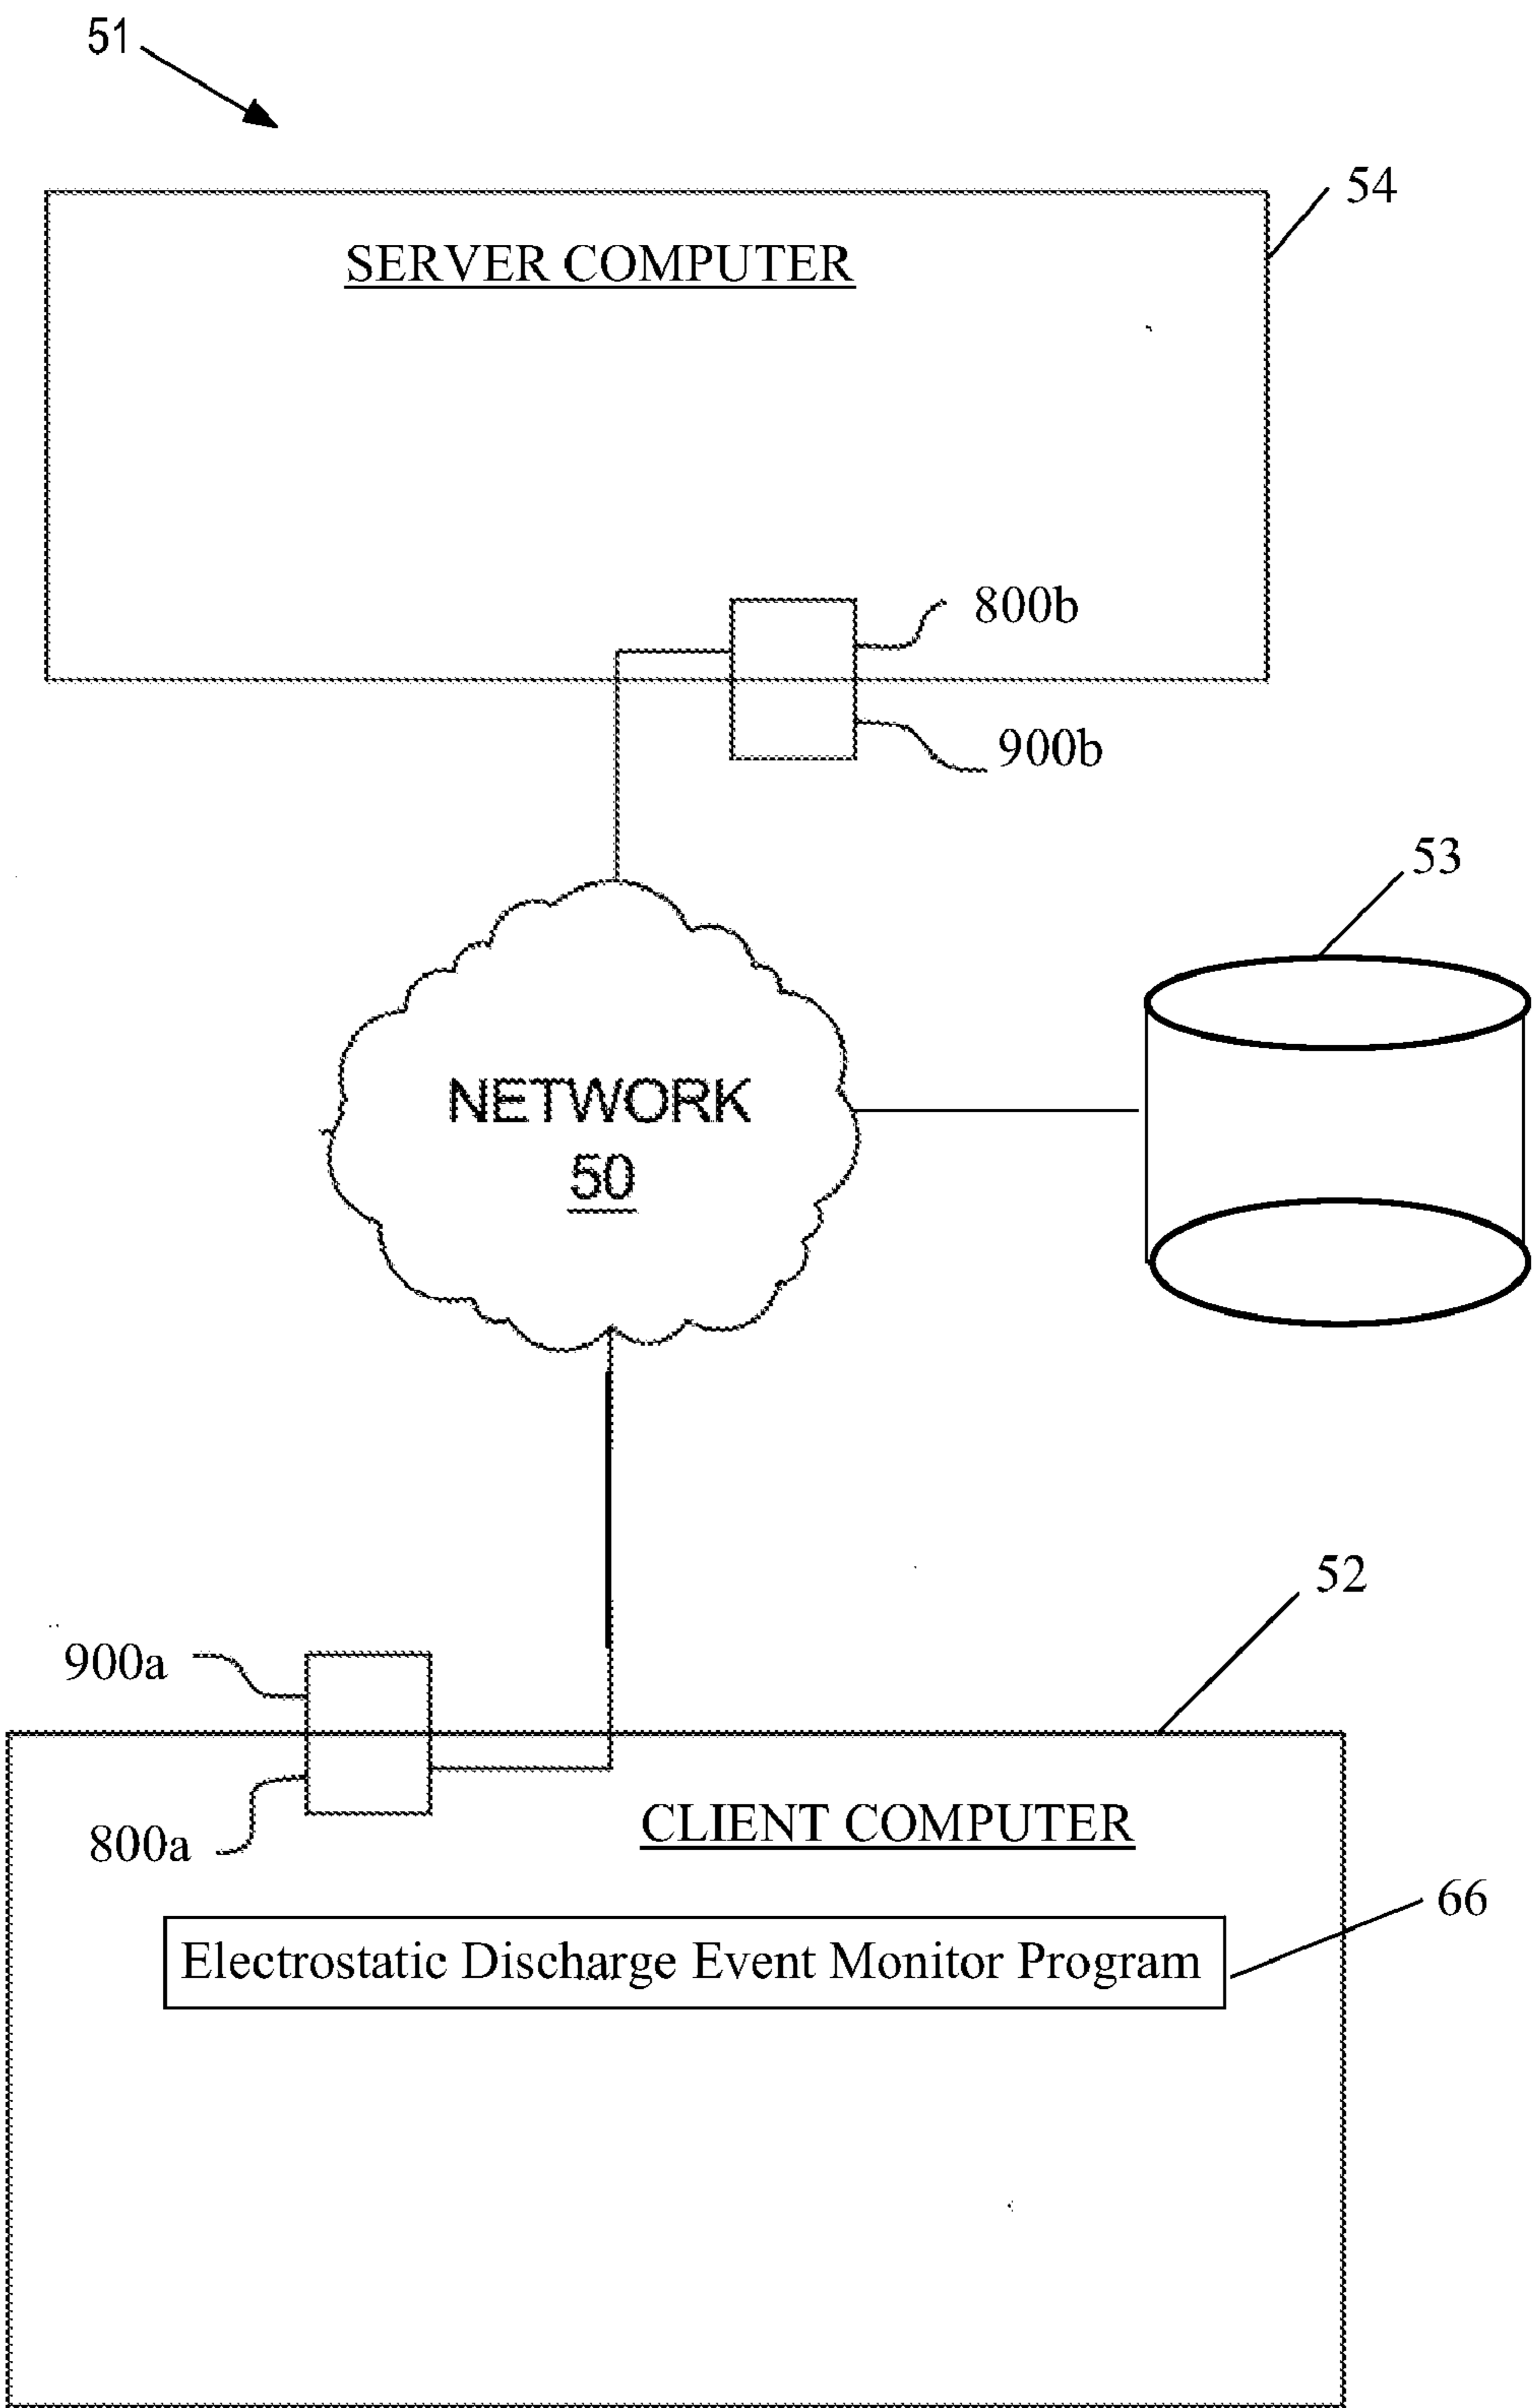 51
54
SERVER COMPUTER
800b
900b
53
NETWORK
50
52
900a
800a
CLIENT COMPUTER
66
Electrostatic Discharge Event Monitor Program